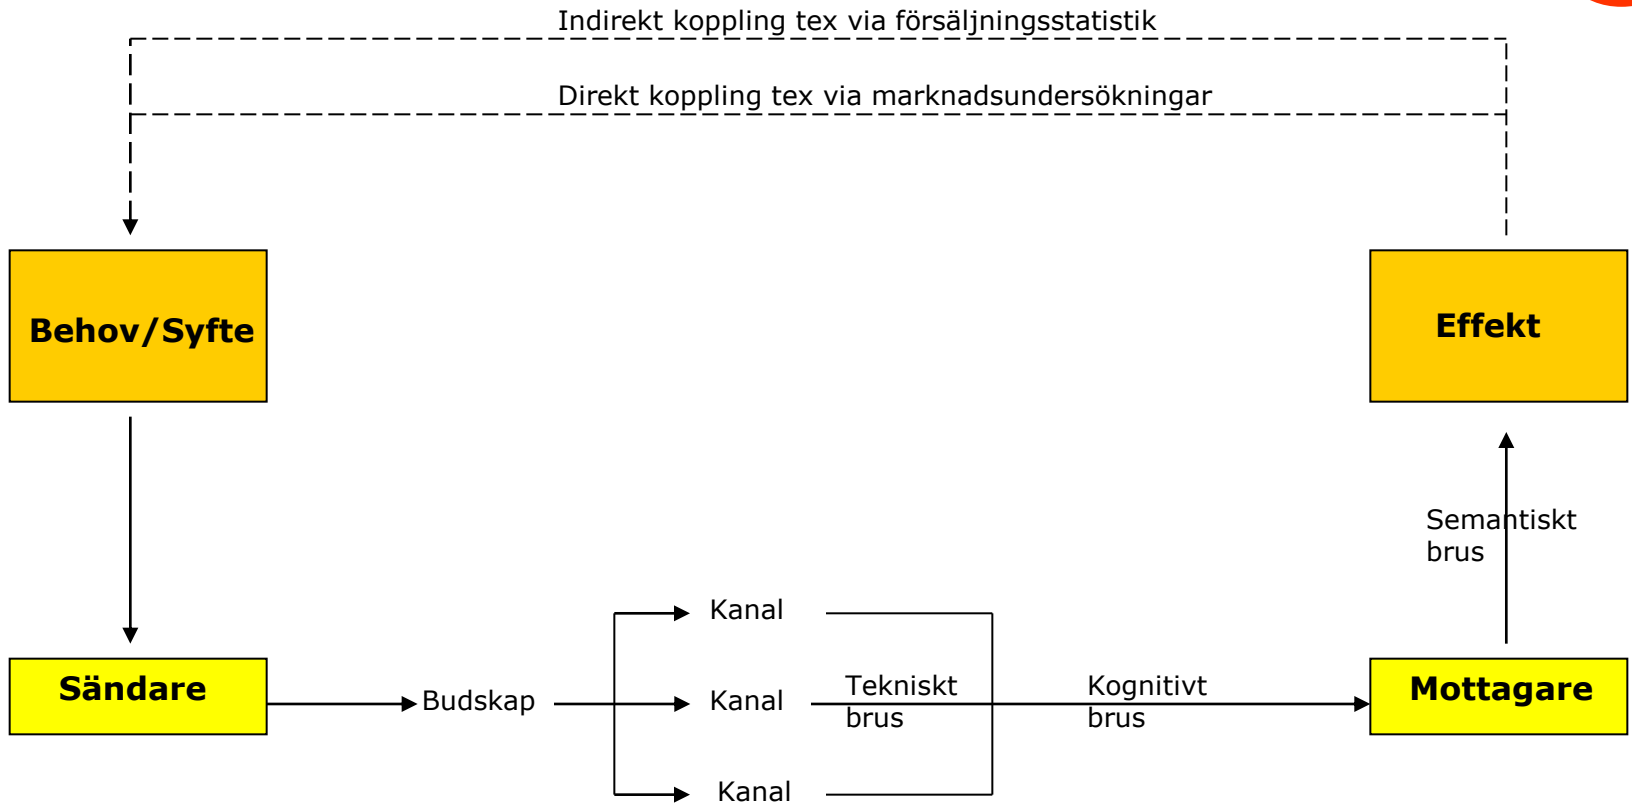 Indirekt koppling tex via försäljningsstatistik
Direkt koppling tex via marknadsundersökningar
Behov/Syfte
Effekt
Semantiskt
brus
Kanal
Sändare
Budskap
Kanal
Tekniskt
brus
Kognitivt
brus
Mottagare
Kanal